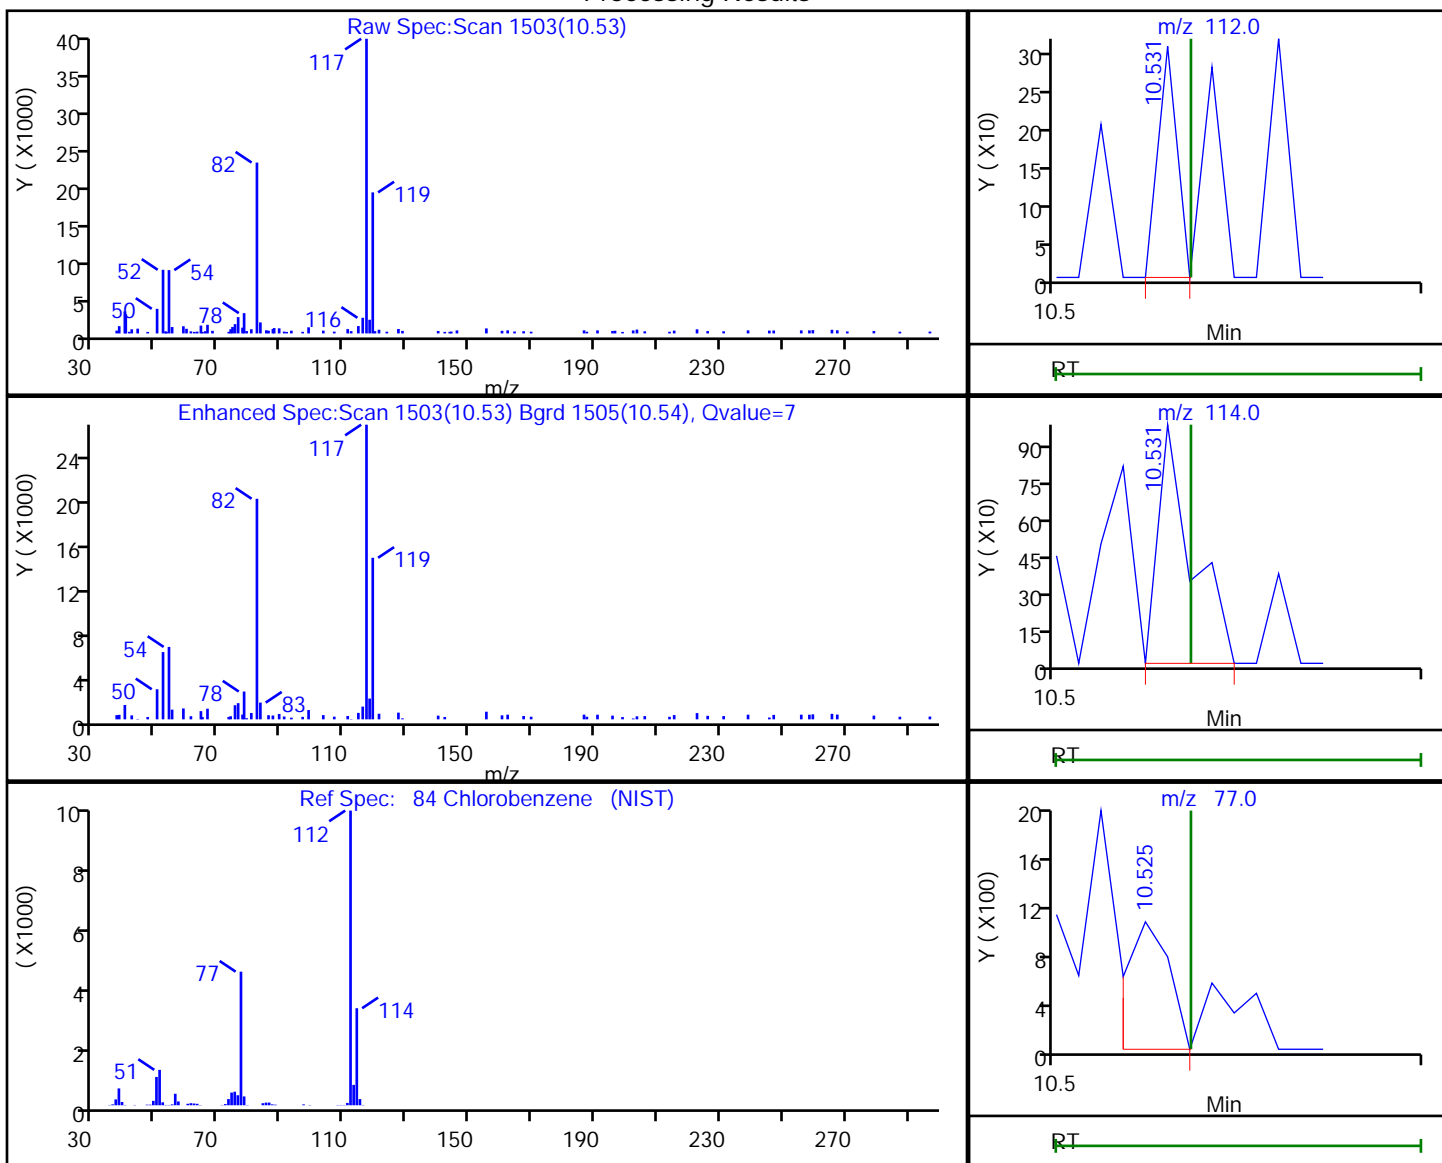 Processing Results
Raw Spec:Scan 1503(10.53)
Y ( X1000)
40
35
30
25
20
15
10
5
0
117
82
119
52
54
50
78
116
30 70 110 150 190 230 270
m/z
m/z 112.0
Y ( X10)
30
25
20
15
10
5
0
10.531
10.5
Min
RT
Enhanced Spec:Scan 1503(10.53) Bgrd 1505(10.54), Qvalue=7
Y ( X1000)
24
20
16
12
8
4
0
117
82
119
54
50
78
83
30 70 110 150 190 230 270
m/z
m/z 114.0
Y ( X10)
90
75
60
45
30
15
0
10.531
10.5
Min
RT
Ref Spec: 84 Chlorobenzene (NIST)
( X1000)
10
8
6
4
2
0
112
77
114
51
30 70 110 150 190 230 270
m/z 77.0
Y ( X100)
20
16
12
8
4
0
10.525
10.5
Min
RT